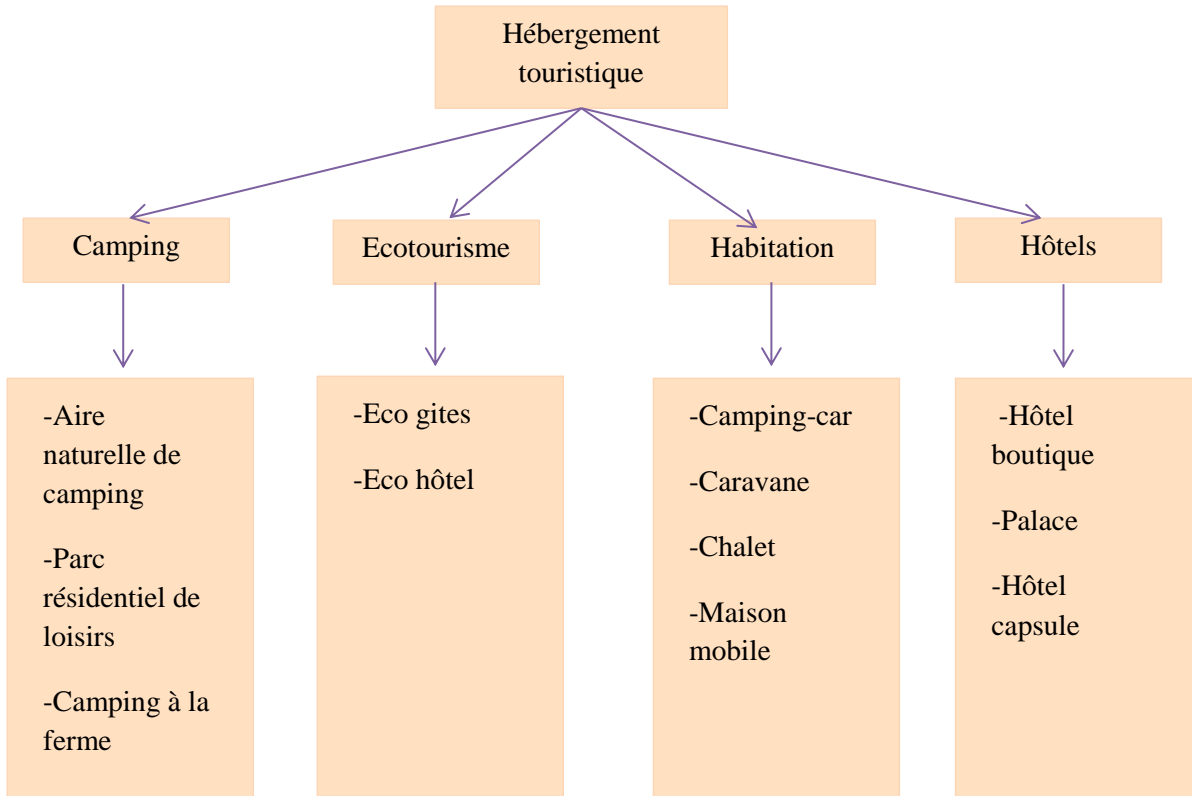 Hébergement
touristique
Camping
Ecotourisme
Habitation
Hôtels
-Aire
naturelle de
camping
-Parc
résidentiel de
loisirs
-Camping à la
ferme
-Eco gites
-Eco hôtel
-Camping-car
-Caravane
-Chalet
-Maison
mobile
-Hôtel
boutique
-Palace
-Hôtel
capsule